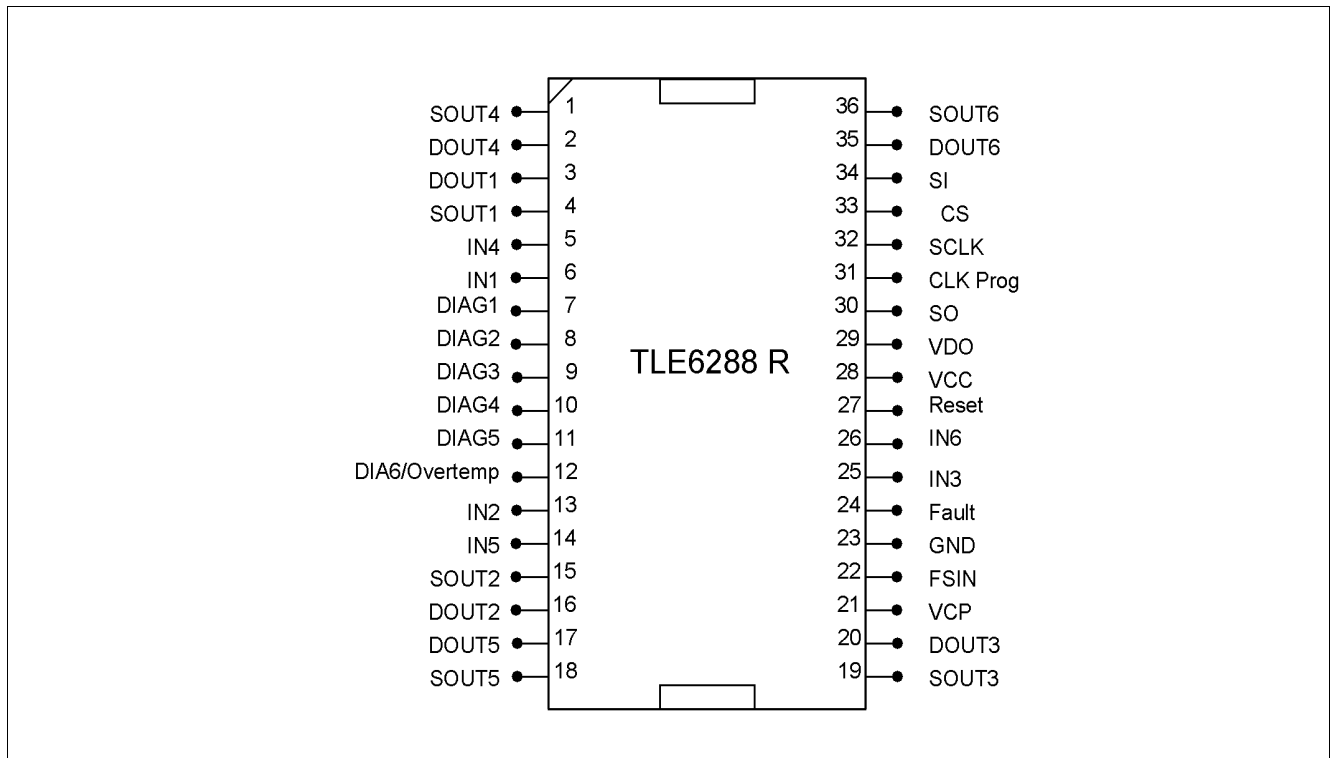 SOUT4 1 36 SOUT6
DOUT4 2 35 DOUT6
DOUT1 3 34 SI
SOUT1 4 33 CS
IN4 5 32 SCLK
IN1 6 31 CLK Prog
DIAG1 7 30 SO
DIAG2 8 29 VDO
TLE6288 R
DIAG3 9 28 VCC
DIAG4 10 27 Reset
DIAG5 11 26 IN6
DIA6/Overtemp 12 25 IN3
IN2 13 24 Fault
IN5 14 23 GND
SOUT2 15 22 FSIN
DOUT2 16 21 VCP
DOUT5 17 20 DOUT3
SOUT5 18 19 SOUT3